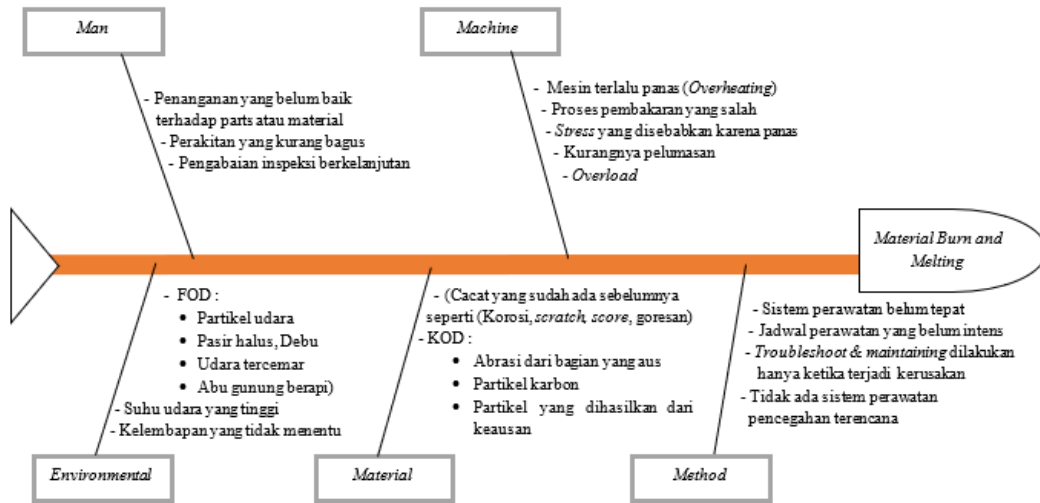 Man
Machine
- Penanganan yang belum baik
terhadap parts atau material
- Perakitan yang kurang bagus
- Pengabaian inspeksi berkelanjutan
- Mesin terlalu panas (Overheating)
- Proses pembakaran yang salah
- Stress yang disebabkan karena panas
- Kurangnya pelumasan
- Overload
Material Burn and
Melting
- FOD :
• Partikel udara
• Pasir halus, Debu
• Udara tercemar
• Abu gunung berapi)
- Suhu udara yang tinggi
- Kelembapan yang tidak menentu
- (Cacat yang sudah ada sebelumnya
seperti (Korosi, scratch, score, goresan)
- KOD :
• Abrasi dari bagian yang aus
• Partikel karbon
• Partikel yang dihasilkan dari
keausan
- Sistem perawatan belum tepat
- Jadwal perawatan yang belum intens
- Troubleshoot & maintaining dilakukan
hanya ketika terjadi kerusakan
- Tidak ada sistem perawatan
pencegahan terencana
Environmental
Material
Method